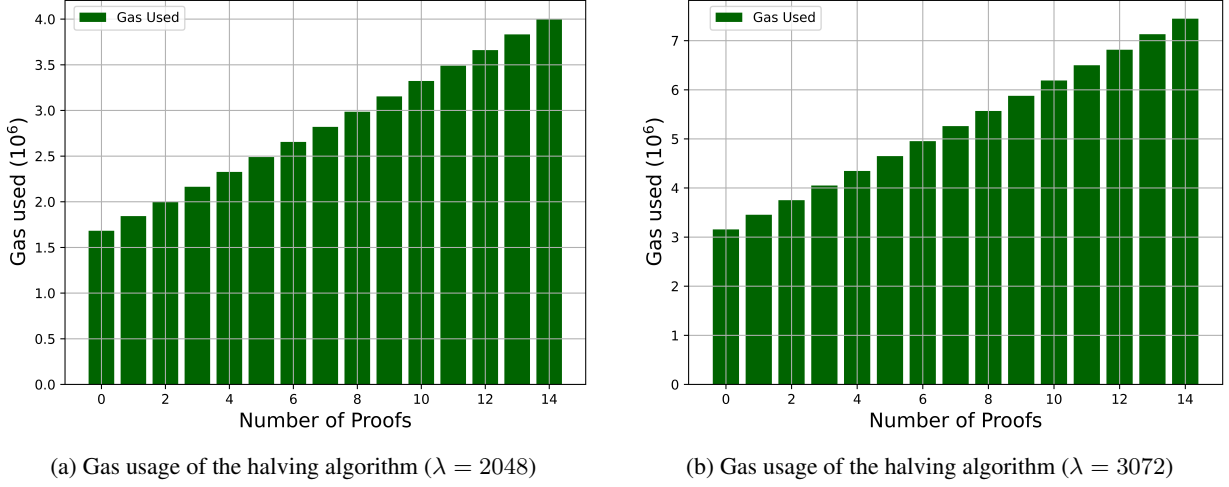 Gas Used
4.0
3.5
3.0
2.5
2.0
1.5
1.0
0.5
0.0
Gas used (10⁶)
0 2 4 6 8 10 12 14
Number of Proofs
(a) Gas usage of the halving algorithm (λ = 2048)
Gas Used
7
6
5
4
3
2
1
0
Gas used (10⁶)
0 2 4 6 8 10 12 14
Number of Proofs
(b) Gas usage of the halving algorithm (λ = 3072)